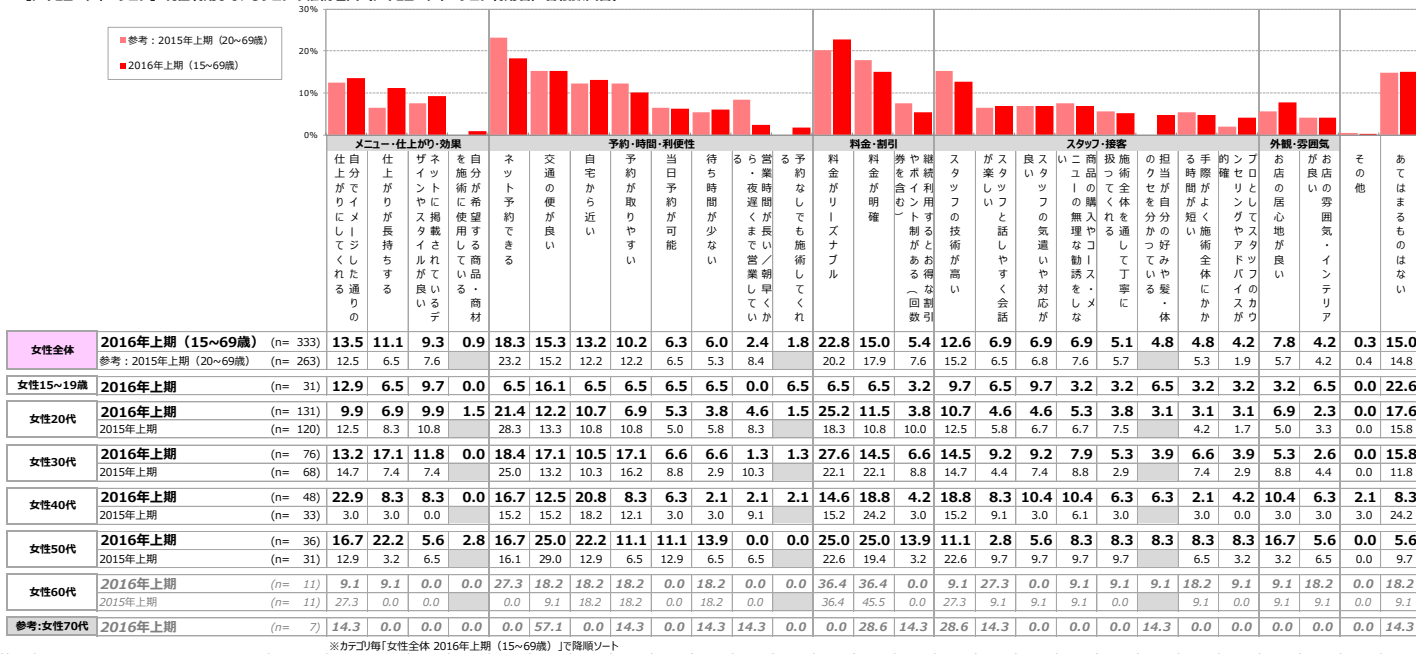 ■参考：2015年上期（20~69歳）
■2016年上期（15~69歳）
30%
20%
10%
0%
メニュー・仕上がり・効果
予約・時間・利便性
料金・割引
スタッフ・接客
外観・雰囲気
自分でイメージした通りの仕上がりにしてくれる
仕上がりが長持ちする
ネットに掲載されているデザインやスタイルが良い
自分が希望する商品・商材を施術に使用している
ネット予約できる
交通の便が良い
自宅から近い
予約が取りやすい
当日予約が可能
待ち時間が少ない
営業時間が長い／朝早くから・夜遅くまで営業している
予約なしでも施術してくれる
料金がリーズナブル
料金が明確
継続利用するとお得な割引やポイント制がある（回数券を含む）
スタッフの技術が高い
スタッフと話しやすく会話が楽しい
スタッフの気遣いや対応が良い
商品の購入やコース・メニューの無理な勧誘をしない
施術全体を通して丁寧に扱ってくれる
担当が自分の好みや髪・体のクセを分かつている
手際がよく施術全体にかかる時間が短い
プロとしてスタッフのカウンセリングやアドバイスが的確
お店の居心地が良い
お店の雰囲気・インテリアが良い
その他
あてはまるものはない
女性全体
2016年上期（15~69歳） (n= 333) 13.5 11.1 9.3 0.9 18.3 15.3 13.2 10.2 6.3 6.0 2.4 1.8 22.8 15.0 5.4 12.6 6.9 6.9 6.9 5.1 4.8 4.8 4.2 7.8 4.2 0.3 15.0
参考：2015年上期（20~69歳） (n= 263) 12.5 6.5 7.6 23.2 15.2 12.2 12.2 6.5 5.3 8.4 20.2 17.9 7.6 15.2 6.5 6.8 7.6 5.7 5.3 1.9 5.7 4.2 0.4 14.8
女性15~19歳 2016年上期 (n= 31) 12.9 6.5 9.7 0.0 6.5 16.1 6.5 6.5 6.5 6.5 0.0 6.5 6.5 6.5 3.2 9.7 6.5 9.7 3.2 3.2 6.5 3.2 3.2 3.2 6.5 0.0 22.6
女性20代
2016年上期 (n= 131) 9.9 6.9 9.9 1.5 21.4 12.2 10.7 6.9 5.3 3.8 4.6 1.5 25.2 11.5 3.8 10.7 4.6 4.6 5.3 3.8 3.1 3.1 3.1 6.9 2.3 0.0 17.6
2015年上期 (n= 120) 12.5 8.3 10.8 28.3 13.3 10.8 10.8 5.0 5.8 8.3 18.3 10.8 10.0 12.5 5.8 6.7 6.7 7.5 4.2 1.7 5.0 3.3 0.0 15.8
女性30代
2016年上期 (n= 76) 13.2 17.1 11.8 0.0 18.4 17.1 10.5 17.1 6.6 6.6 1.3 1.3 27.6 14.5 6.6 14.5 9.2 9.2 7.9 5.3 3.9 6.6 3.9 5.3 2.6 0.0 15.8
2015年上期 (n= 68) 14.7 7.4 7.4 25.0 13.2 10.3 16.2 8.8 2.9 10.3 22.1 22.1 8.8 14.7 4.4 7.4 8.8 2.9 7.4 2.9 8.8 4.4 0.0 11.8
女性40代
2016年上期 (n= 48) 22.9 8.3 8.3 0.0 16.7 12.5 20.8 8.3 6.3 2.1 2.1 2.1 14.6 18.8 4.2 18.8 8.3 10.4 10.4 6.3 6.3 2.1 4.2 10.4 6.3 2.1 8.3
2015年上期 (n= 33) 3.0 3.0 0.0 15.2 15.2 18.2 12.1 3.0 3.0 9.1 15.2 24.2 3.0 15.2 9.1 3.0 6.1 3.0 3.0 0.0 3.0 3.0 3.0 24.2
女性50代
2016年上期 (n= 36) 16.7 22.2 5.6 2.8 16.7 25.0 22.2 11.1 11.1 13.9 0.0 0.0 25.0 25.0 13.9 11.1 2.8 5.6 8.3 8.3 8.3 8.3 8.3 16.7 5.6 0.0 5.6
2015年上期 (n= 31) 12.9 3.2 6.5 16.1 29.0 12.9 6.5 12.9 6.5 6.5 22.6 19.4 3.2 22.6 9.7 9.7 9.7 9.7 6.5 3.2 3.2 6.5 0.0 9.7
女性60代
2016年上期 (n= 11) 9.1 9.1 0.0 0.0 27.3 18.2 18.2 18.2 0.0 18.2 0.0 0.0 36.4 36.4 0.0 9.1 27.3 0.0 9.1 9.1 9.1 18.2 9.1 9.1 18.2 0.0 18.2
2015年上期 (n= 11) 27.3 0.0 0.0 0.0 9.1 18.2 18.2 0.0 18.2 0.0 36.4 45.5 0.0 27.3 9.1 9.1 9.1 0.0 9.1 0.0 9.1 9.1 0.0 9.1
参考:女性70代 2016年上期 (n= 7) 14.3 0.0 0.0 0.0 0.0 57.1 0.0 14.3 0.0 14.3 14.3 0.0 0.0 28.6 14.3 28.6 14.3 0.0 0.0 0.0 14.3 0.0 0.0 0.0 0.0 0.0 14.3
※カテゴリ毎「女性全体 2016年上期（15~69歳）」で降順ソート